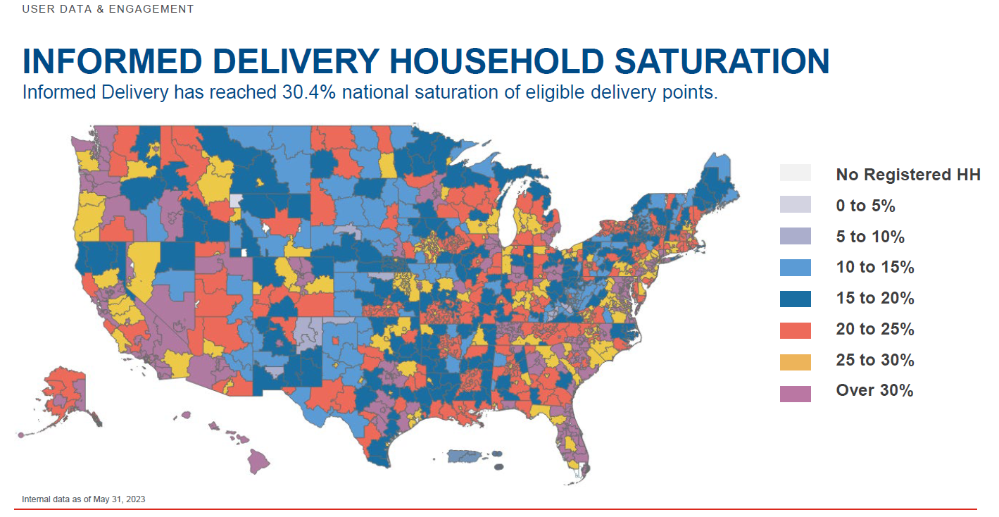 USER DATA & ENGAGEMENT
INFORMED DELIVERY HOUSEHOLD SATURATION
Informed Delivery has reached 30.4% national saturation of eligible delivery points.
No Registered HH
0 to 5%
5 to 10%
10 to 15%
15 to 20%
20 to 25%
25 to 30%
Over 30%
Internal data as of May 31, 2023